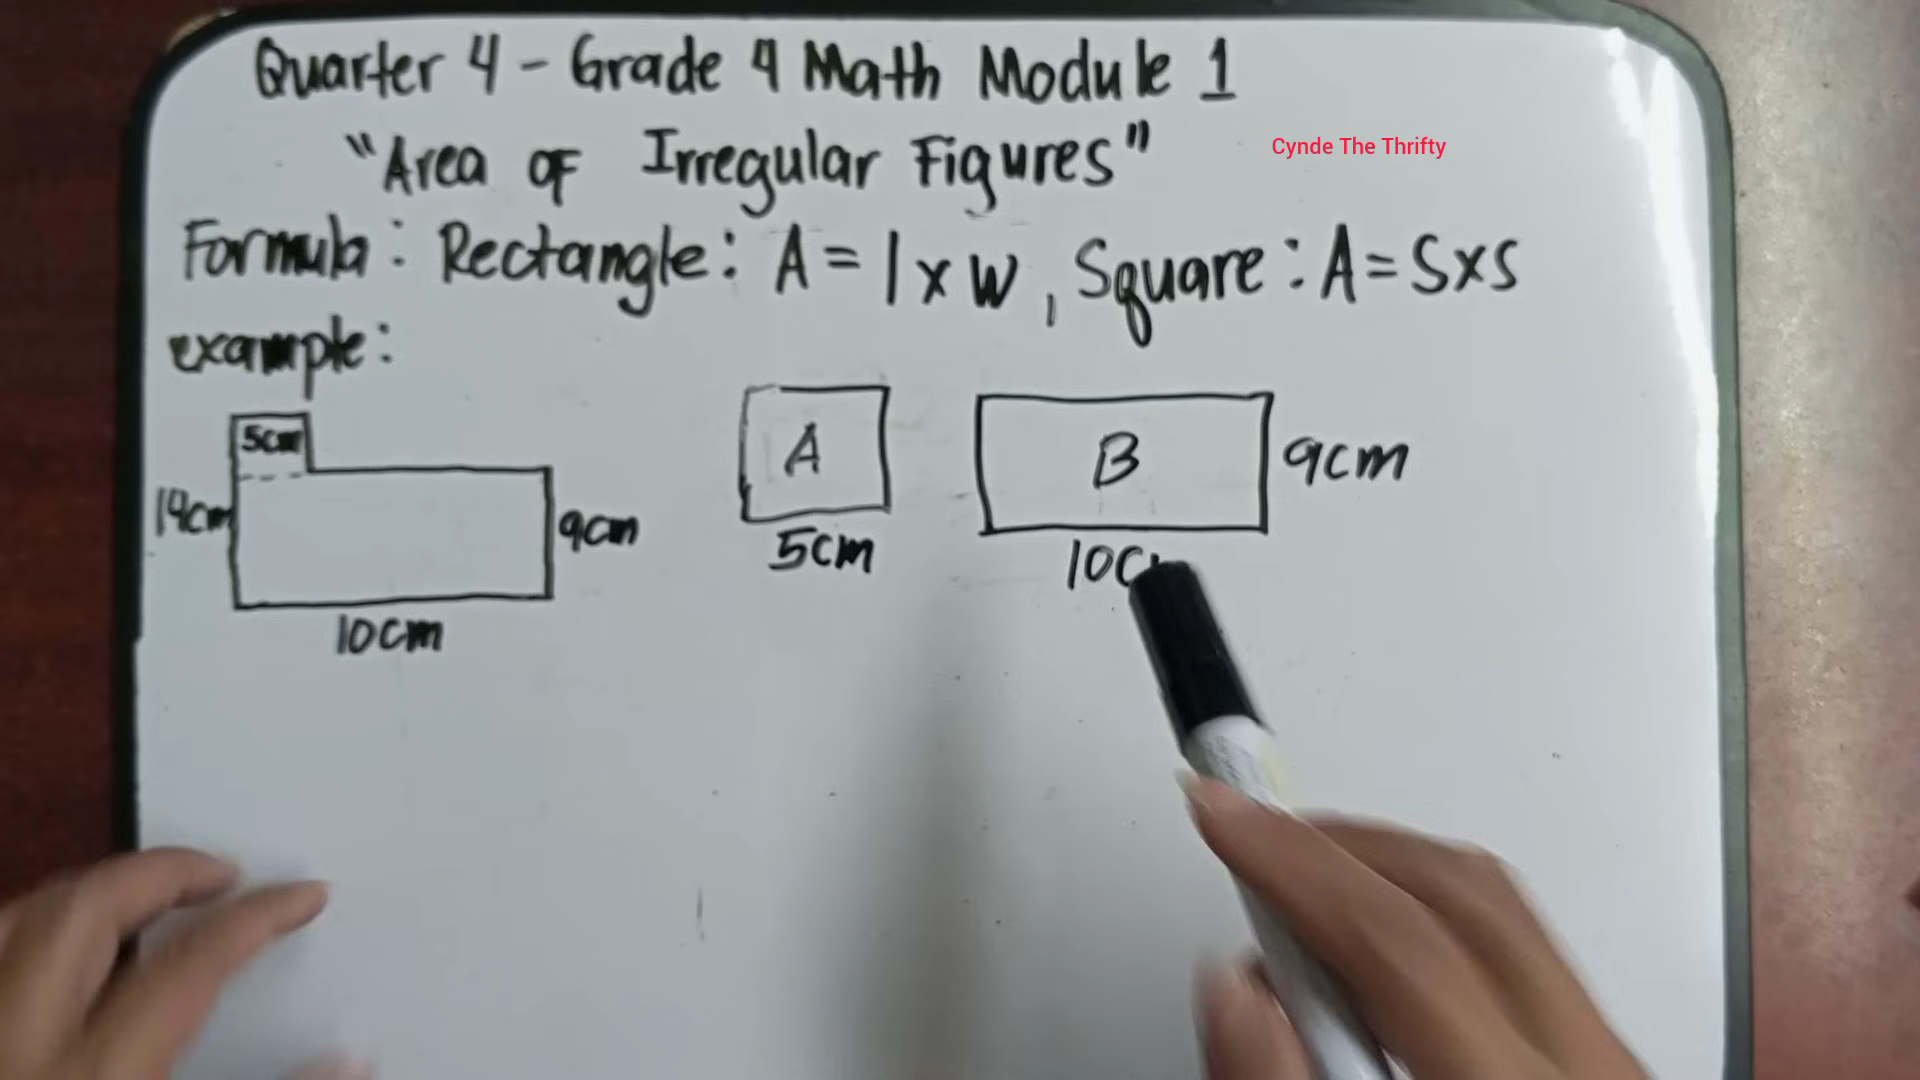 Quarter 4 - Grade 4 Math Module 1
"Area of Irregular Figures"
Cynde The Thrifty
Formula: Rectangle: A = l x w, Square: A = S x S
example:
5cm
14cm
9cm
10cm
A
5cm
B
9cm
10c